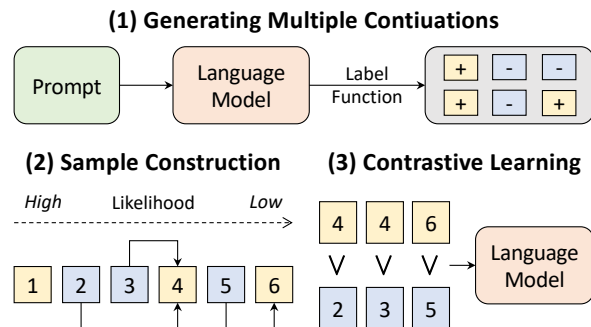 (1) Generating Multiple Contiuations
Prompt
Language
Model
Label
Function
+ - -
+ - +
(2) Sample Construction
High Likelihood Low
1 2 3 4 5 6
(3) Contrastive Learning
4 4 6
∨ ∨ ∨
2 3 5
Language
Model